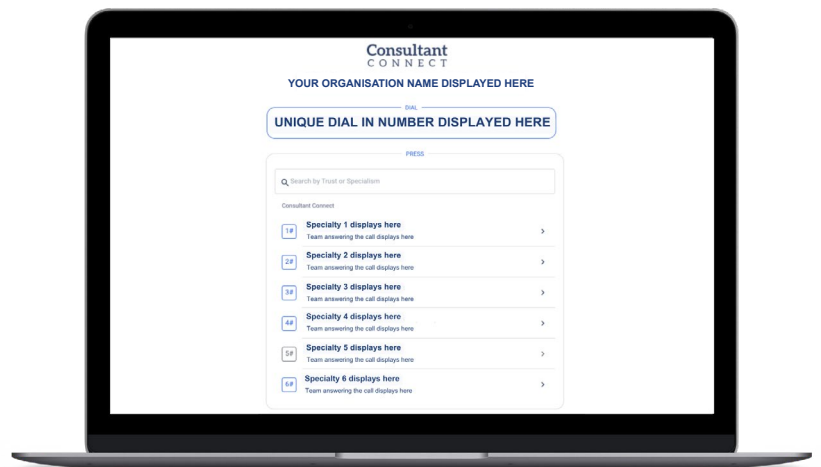 Consultant
CONNECT
YOUR ORGANISATION NAME DISPLAYED HERE
DIAL
UNIQUE DIAL IN NUMBER DISPLAYED HERE
PRESS
Search by Trust or Specialism
Consultant Connect
1#
Specialty 1 displays here
Team answering the call displays here
2#
Specialty 2 displays here
Team answering the call displays here
3#
Specialty 3 displays here
Team answering the call displays here
4#
Specialty 4 displays here
Team answering the call displays here
5#
Specialty 5 displays here
Team answering the call displays here
6#
Specialty 6 displays here
Team answering the call displays here